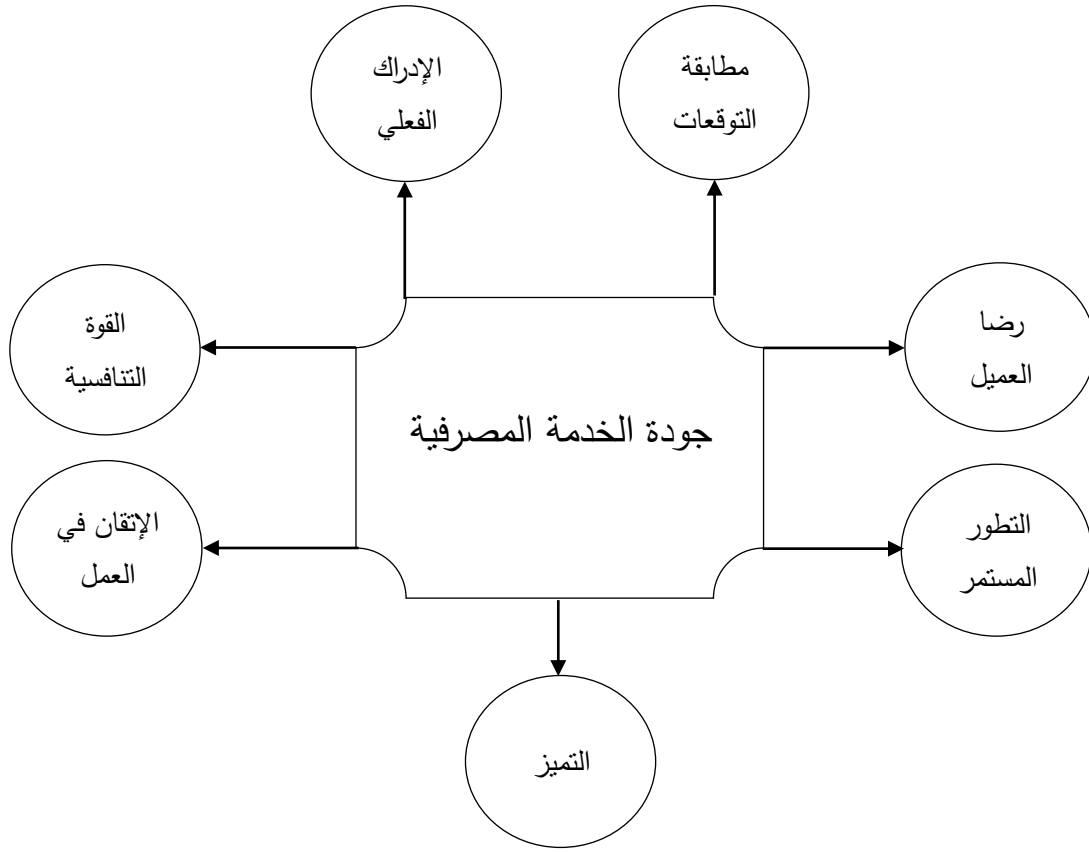 مطابقة
التوقعات
الإدراك
الفعلي
رضا
العميل
القوة
التنافسية
جودة الخدمة المصرفية
التطور
المستمر
الإتقان في
العمل
التميز